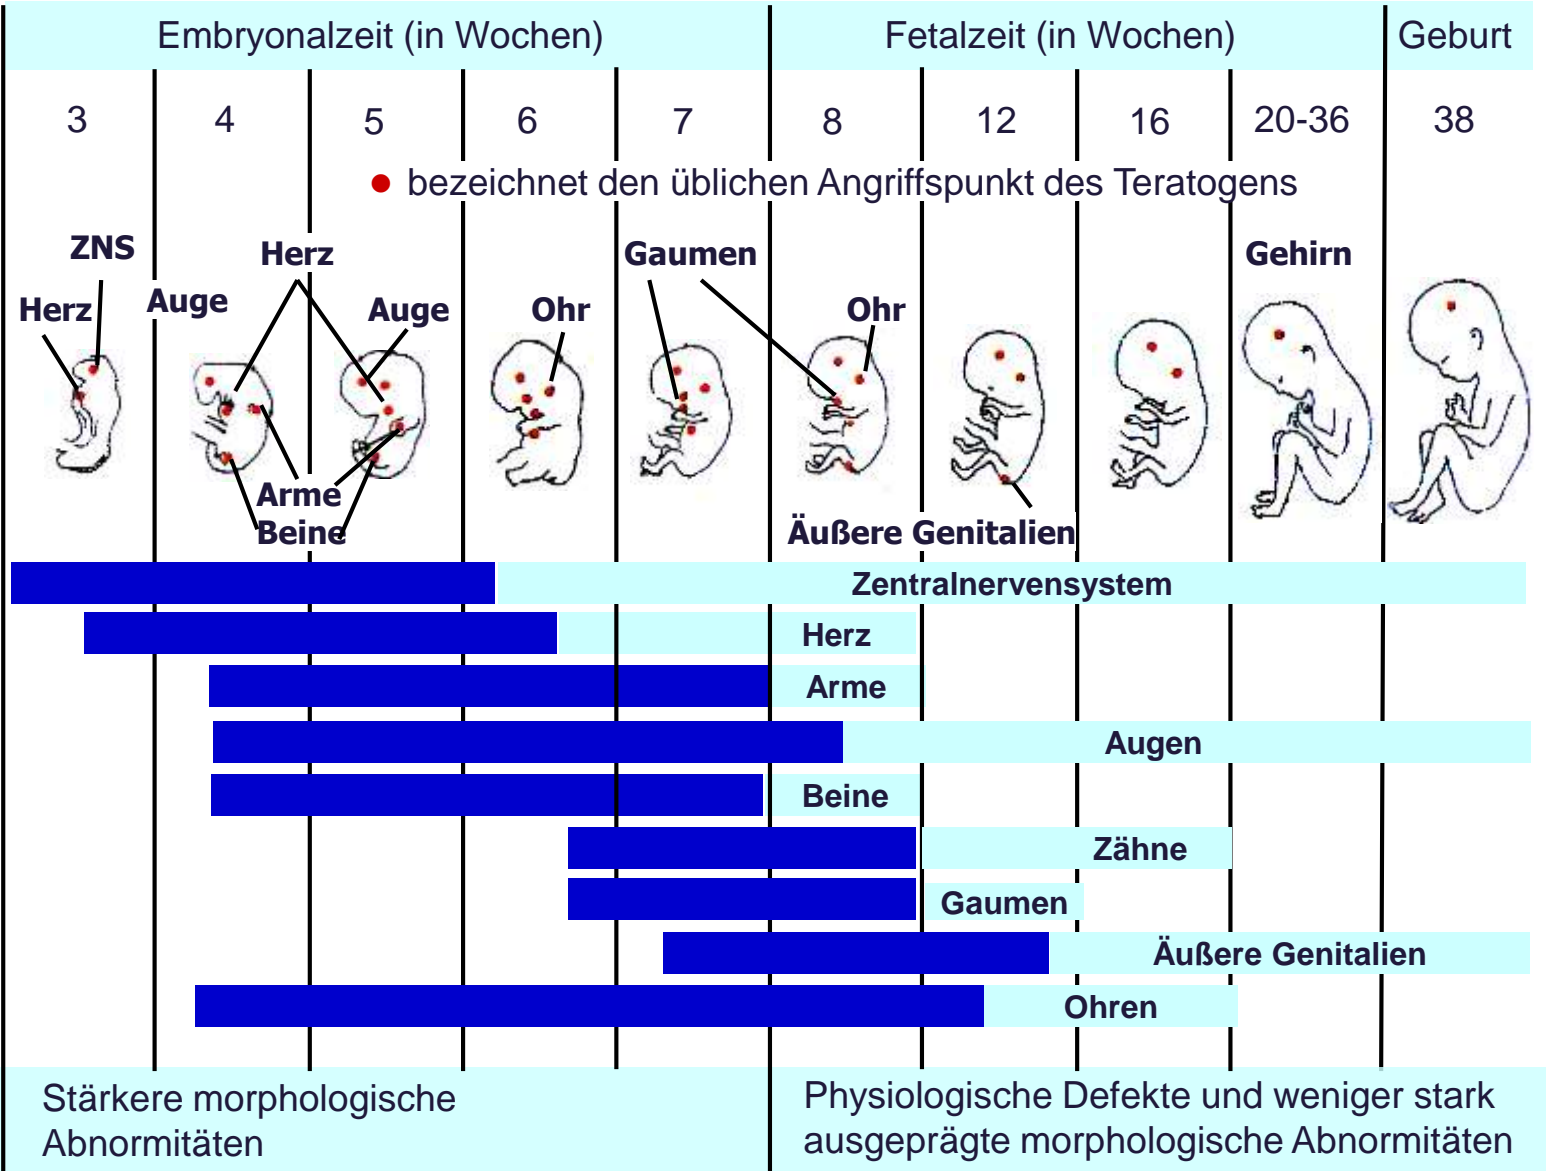 Embryonalzeit (in Wochen) Fetalzeit (in Wochen) Geburt
3 4 5 6 7 8 12 16 20-36 38
bezeichnet den üblichen Angriffspunkt des Teratogens
ZNS Herz Gaumen Gehirn
Herz Auge Auge Ohr Ohr
Arme
Beine Äußere Genitalien
Zentralnervensystem
Herz
Arme
Augen
Beine
Zähne
Gaumen
Äußere Genitalien
Ohren
Stärkere morphologische
Abnormitäten
Physiologische Defekte und weniger stark
ausgeprägte morphologische Abnormitäten